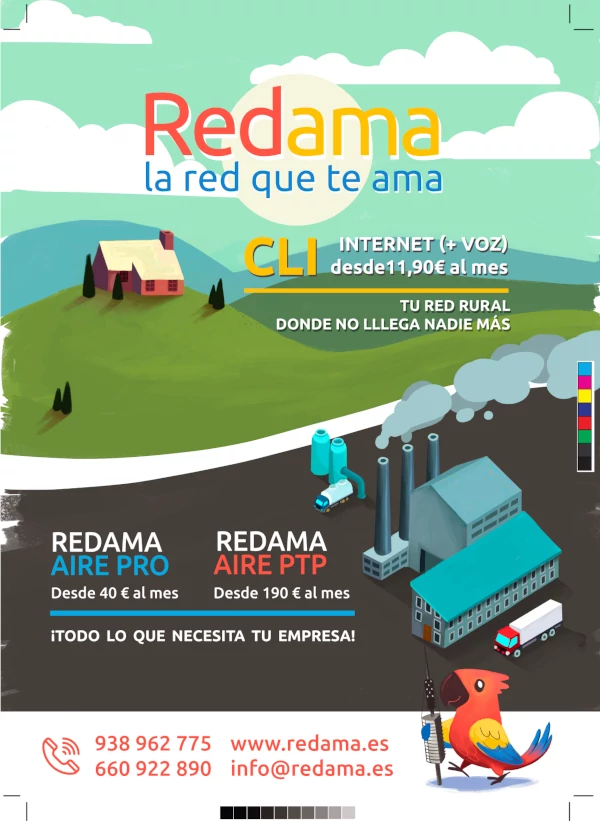 Redama
la red que te ama
CLI INTERNET (+ VOZ)
desde11,90€ al mes
TU RED RURAL
DONDE NO LLLEGA NADIE MÁS
REDAMA
AIRE PRO
Desde 40 € al mes
REDAMA
AIRE PTP
Desde 190 € al mes
¡TODO LO QUE NECESITA TU EMPRESA!
938 962 775 www.redama.es
660 922 890 info@redama.es